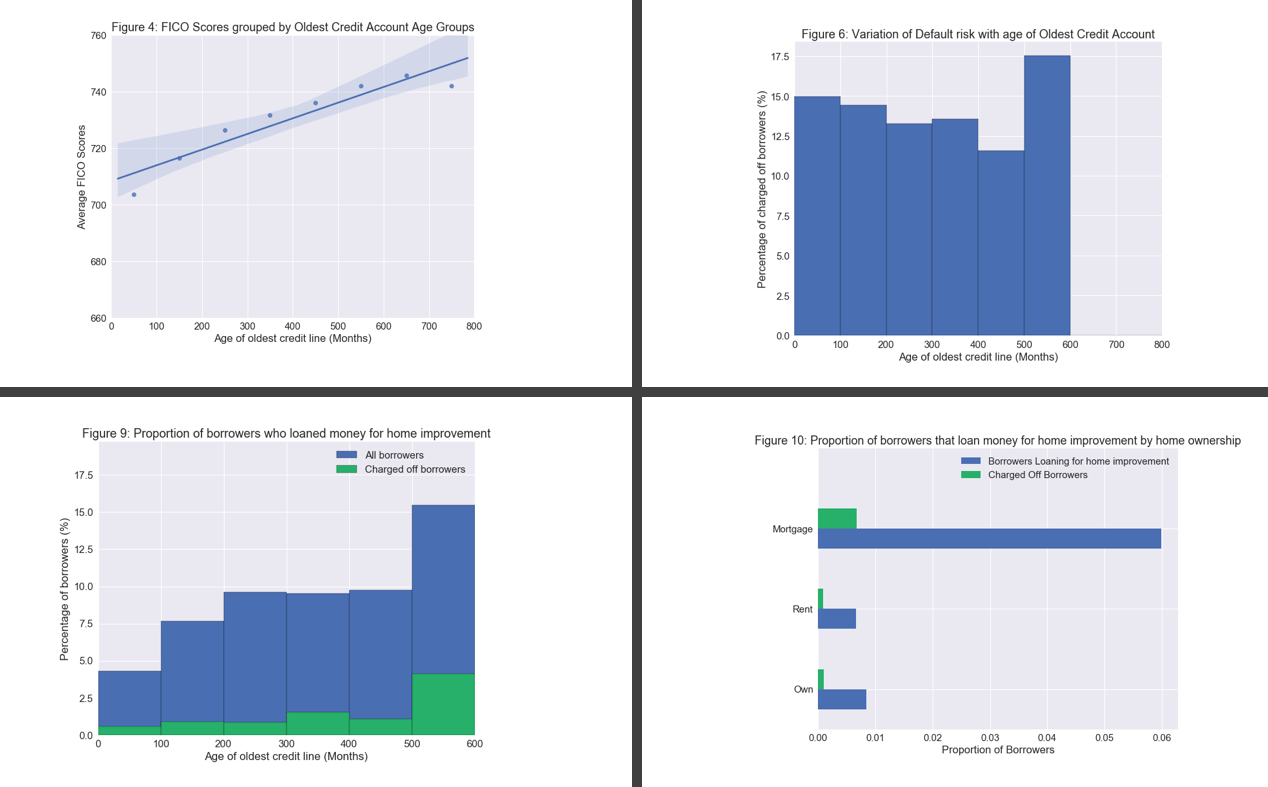 Figure 4: FICO Scores grouped by Oldest Credit Account Age Groups
760
740
720
700
680
660
Average FICO Scores
0 100 200 300 400 500 600 700 800
Age of oldest credit line (Months)
Figure 6: Variation of Default risk with age of Oldest Credit Account
17.5
15.0
12.5
10.0
7.5
5.0
2.5
0.0
Percentage of charged off borrowers (%)
0 100 200 300 400 500 600 700 800
Age of oldest credit line (Months)
Figure 9: Proportion of borrowers who loaned money for home improvement
All borrowers
Charged off borrowers
17.5
15.0
12.5
10.0
7.5
5.0
2.5
0.0
Percentage of borrowers (%)
0 100 200 300 400 500 600
Age of oldest credit line (Months)
Figure 10: Proportion of borrowers that loan money for home improvement by home ownership
Borrowers Loaning for home improvement
Charged Off Borrowers
Mortgage
Rent
Own
0.00 0.01 0.02 0.03 0.04 0.05 0.06
Proportion of Borrowers